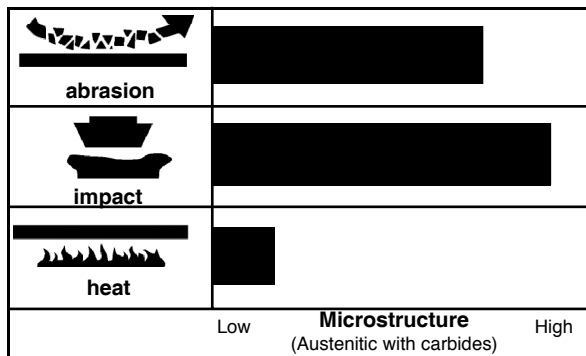 abrasion
impact
heat
Low
Microstructure
High
(Austenitic with carbides)